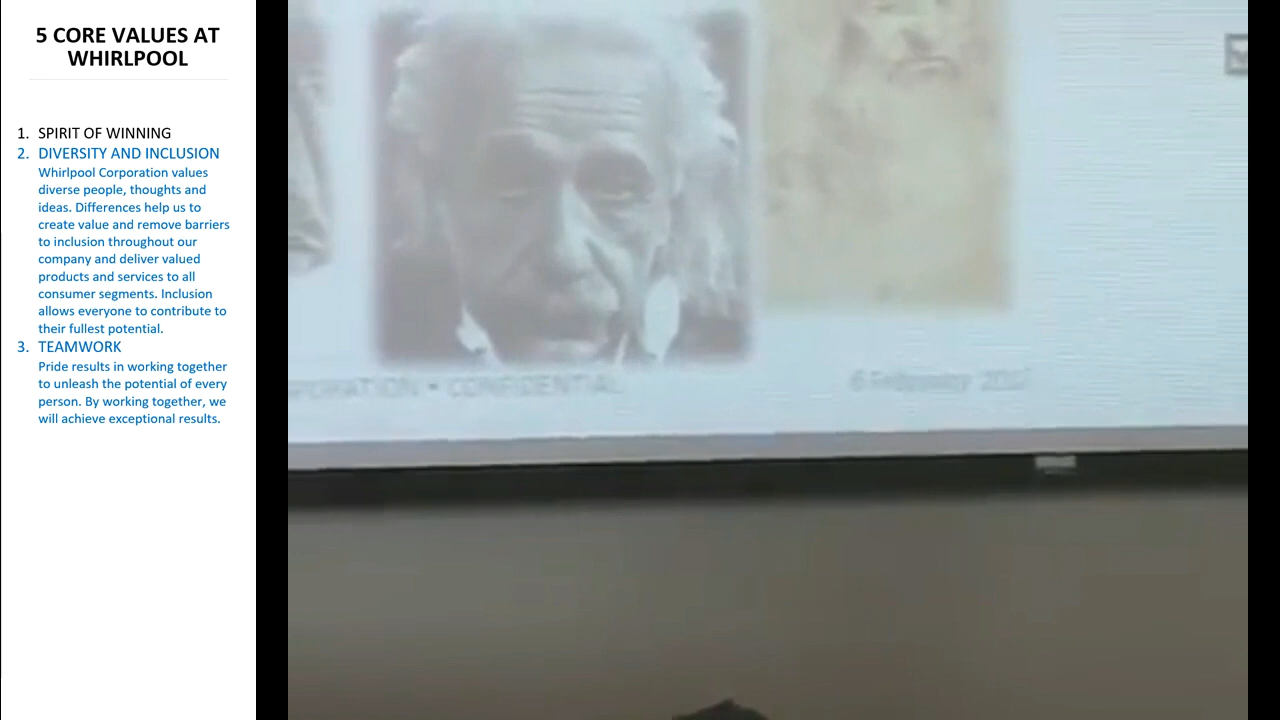 5 CORE VALUES AT
WHIRLPOOL
1. SPIRIT OF WINNING
2. DIVERSITY AND INCLUSION
Whirlpool Corporation values
diverse people, thoughts and
ideas. Differences help us to
create value and remove barriers
to inclusion throughout our
company and deliver valued
products and services to all
consumer segments. Inclusion
allows everyone to contribute to
their fullest potential.
3. TEAMWORK
Pride results in working together
to unleash the potential of every
person. By working together, we
will achieve exceptional results.
PORATION • CONFIDENTIAL
6 February